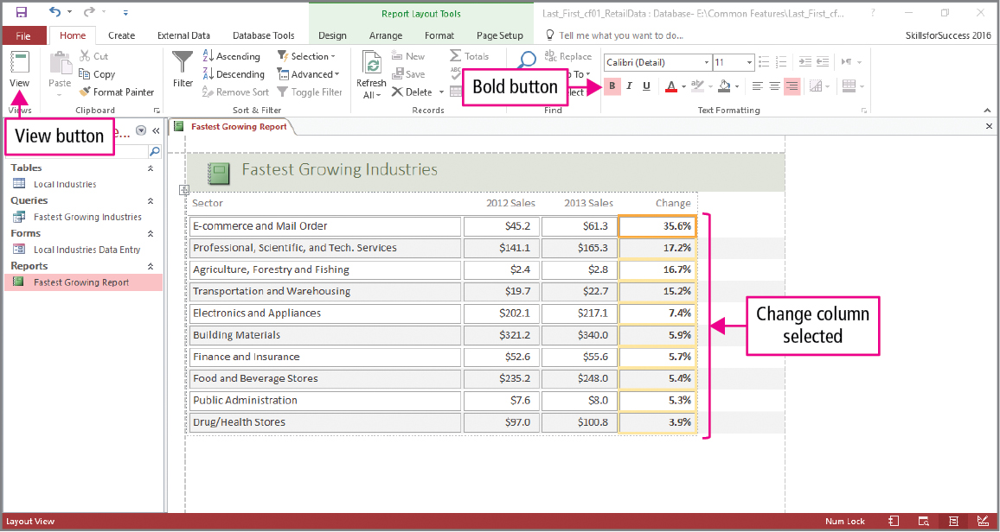 Report Layout Tools
Last_First_cf01_RetailData : Database- E:\Common Features\Last_First_cf...
?
File
Home
Create
External Data
Database Tools
Design
Arrange
Format
Page Setup
Tell me what you want to do...
SkillsforSuccess 2016
View
Views
Paste
Cut
Copy
Format Painter
Clipboard
Filter
Ascending
Descending
Remove Sort
Selection
Advanced
Toggle Filter
Sort & Filter
Refresh
All
New
Save
Delete
Totals
Records
Replace
To
Find
Calibri (Detail)
11
B I U
A
Text Formatting
Bold button
View button
e...
Fastest Growing Report
Tables
Local Industries
Queries
Fastest Growing Industries
Forms
Local Industries Data Entry
Reports
Fastest Growing Report
Fastest Growing Industries
Sector 2012 Sales 2013 Sales Change
E-commerce and Mail Order $45.2 $61.3 35.6%
Professional, Scientific, and Tech. Services $141.1 $165.3 17.2%
Agriculture, Forestry and Fishing $2.4 $2.8 16.7%
Transportation and Warehousing $19.7 $22.7 15.2%
Electronics and Appliances $202.1 $217.1 7.4%
Building Materials $321.2 $340.0 5.9%
Finance and Insurance $52.6 $55.6 5.7%
Food and Beverage Stores $235.2 $248.0 5.4%
Public Administration $7.6 $8.0 5.3%
Drug/Health Stores $97.0 $100.8 3.9%
Change column
selected
Layout View
Num Lock